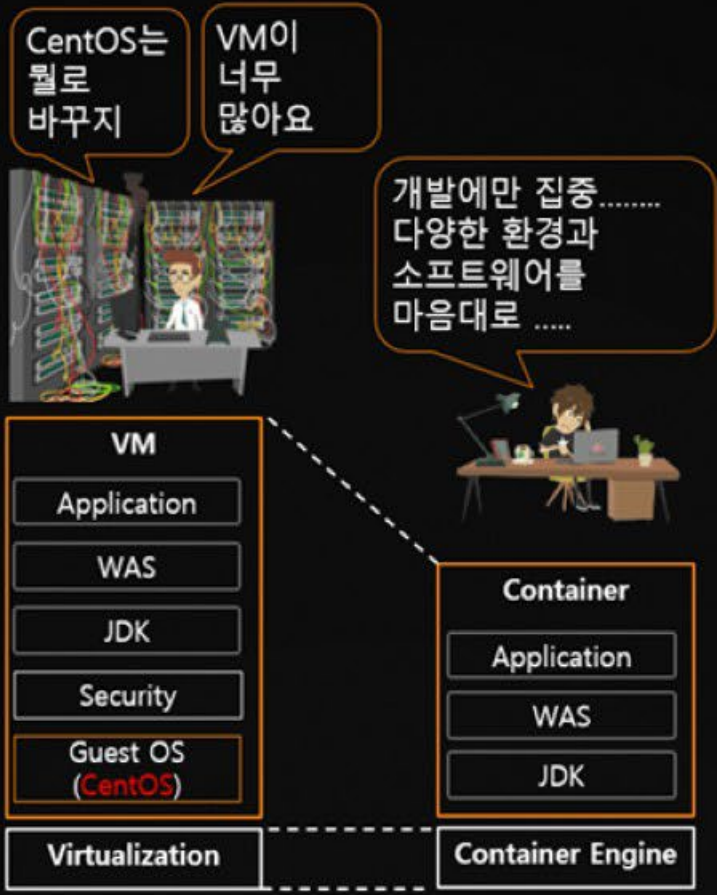 CentOS는
뭘로
바꾸지
VM이
너무
많아요
개발에만 집중........
다양한 환경과
소프트웨어를
마음대로 .....
VM
Application
WAS
JDK
Security
Guest OS
(CentOS)
Virtualization
Container
Application
WAS
JDK
Container Engine